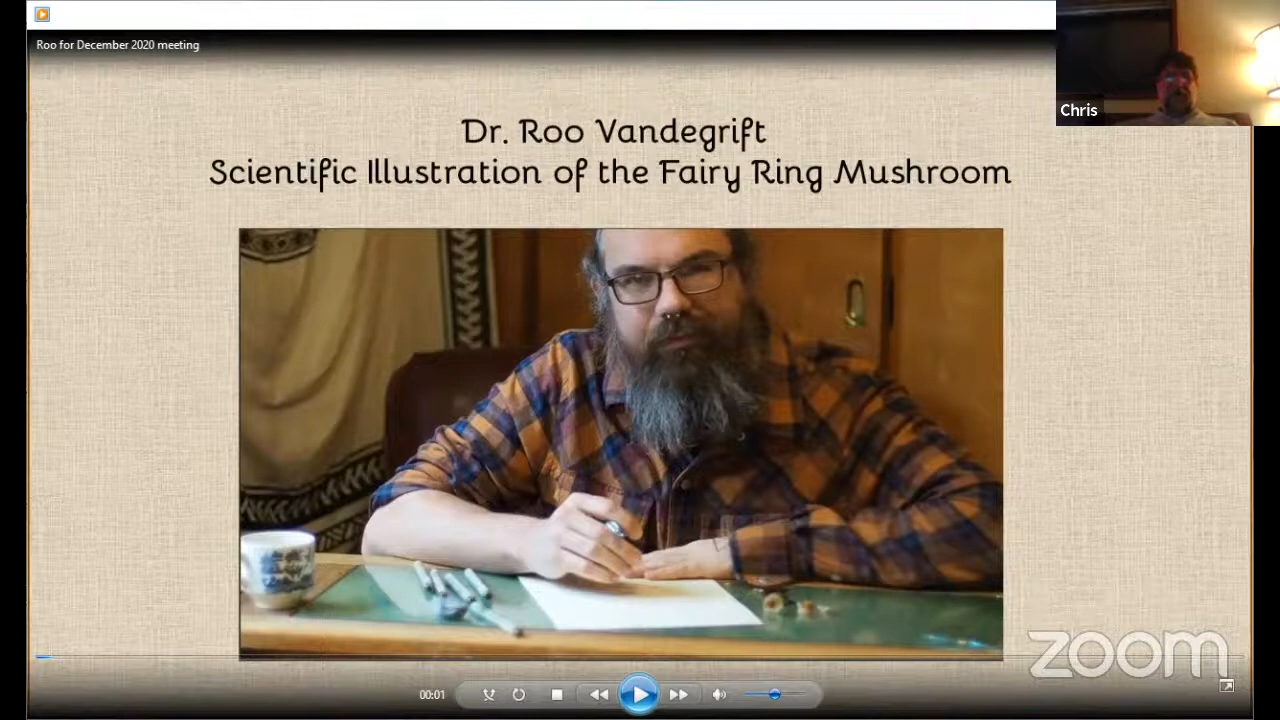 Roo for December 2020 meeting
Chris
Dr. Roo Vandegrift
Scientific Illustration of the Fairy Ring Mushroom
zoom
00:01